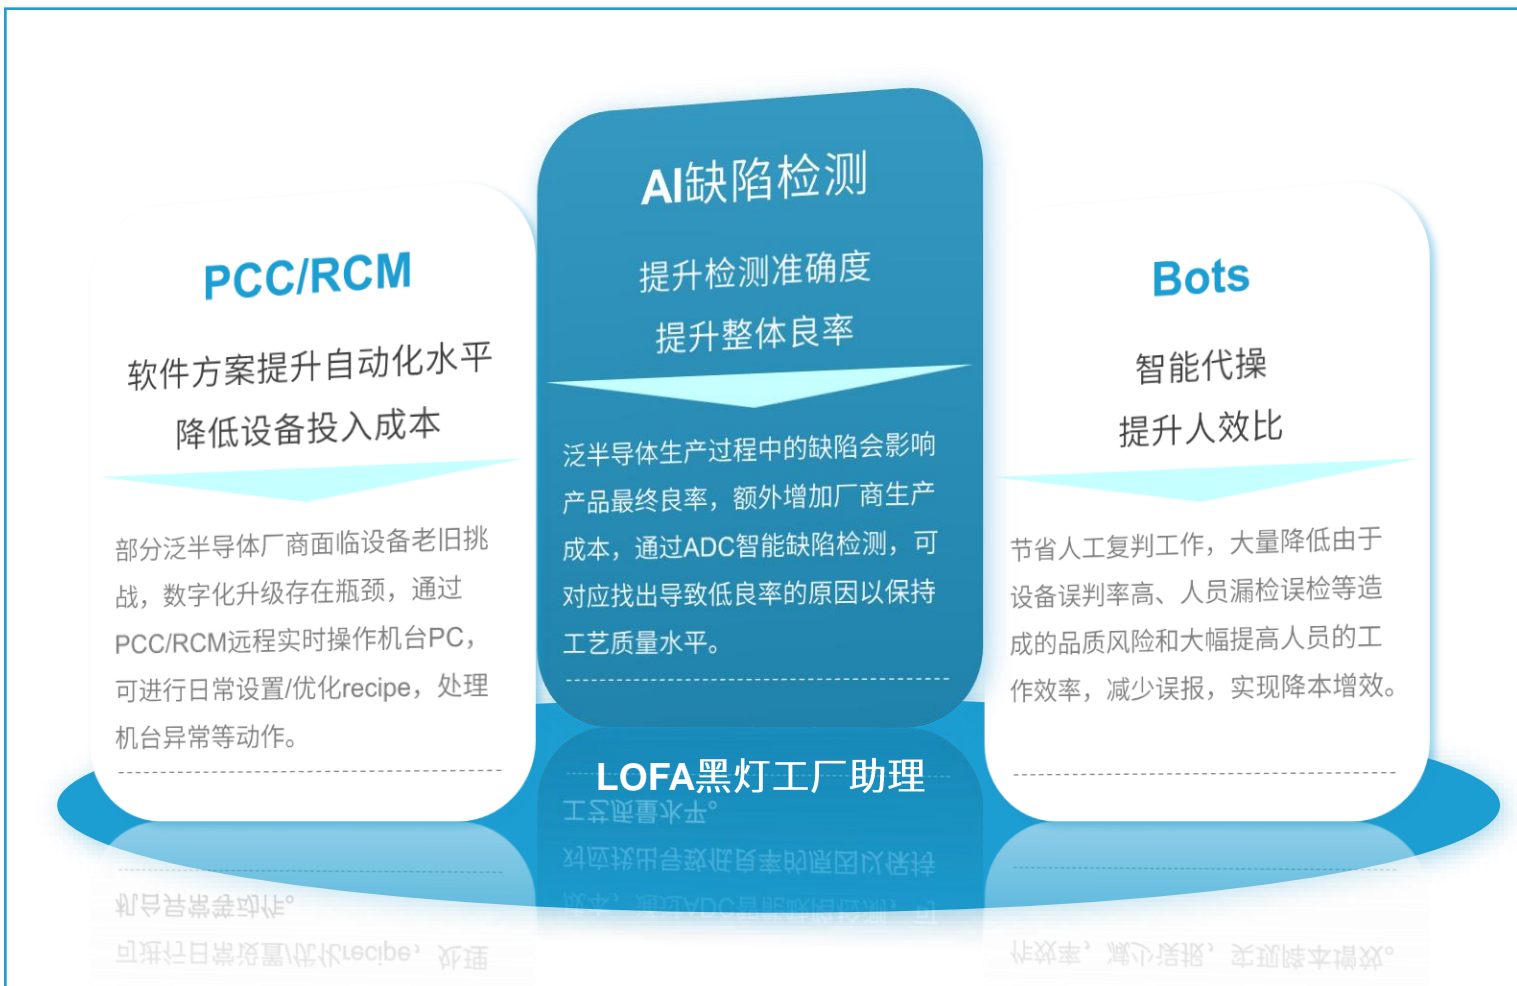 PCC/RCM
软件方案提升自动化水平
降低设备投入成本
部分泛半导体厂商面临设备老旧挑
战，数字化升级存在瓶颈，通过
PCC/RCM远程实时操作机台PC，
可进行日常设置/优化recipe，处理
机台异常等动作。
AI缺陷检测
提升检测准确度
提升整体良率
泛半导体生产过程中的缺陷会影响
产品最终良率，额外增加厂商生产
成本，通过ADC智能缺陷检测，可
对应找出导致低良率的原因以保持
工艺质量水平。
Bots
智能代操
提升人效比
节省人工复判工作，大量降低由于
设备误判率高、人员漏检误检等造
成的品质风险和大幅提高人员的工
作效率，减少误报，实现降本增效。
LOFA黑灯工厂助理